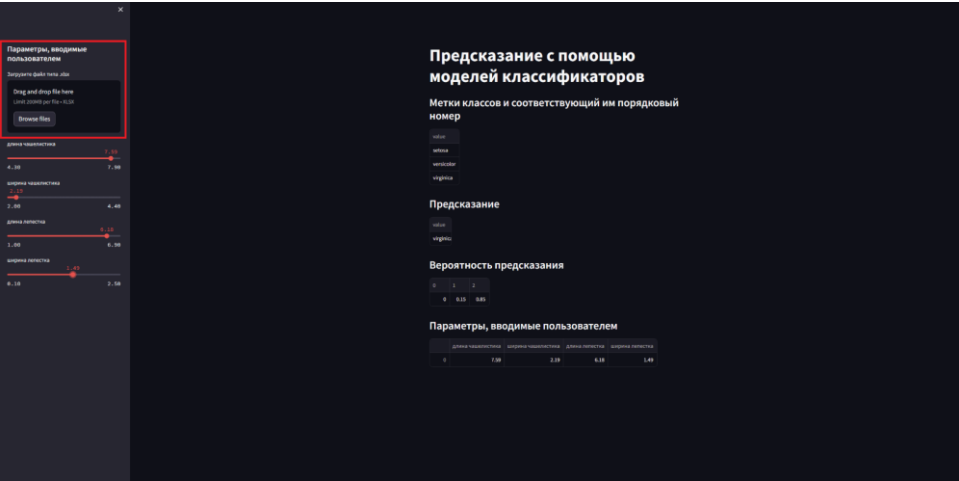 ×
Параметры, вводимые
пользователем
Загрузите файл типа .xlsx
Drag and drop file here
Limit 200MB per file • XLSX
Browse files
длина чашелистика
7.59
4.30 7.90
ширина чашелистика
2.19
2.00 4.40
длина лепестка
6.18
1.00 6.90
ширина лепестка
1.49
0.10 2.50
Предсказание с помощью
моделей классификаторов
Метки классов и соответствующий им порядковый
номер
value
setosa
versicolor
virginica
Предсказание
value
virginic
Вероятность предсказания
0 1 2
0 0.15 0.85
Параметры, вводимые пользователем
длина чашелистика ширина чашелистика длина лепестка ширина лепестка
0 7.59 2.19 6.18 1.49